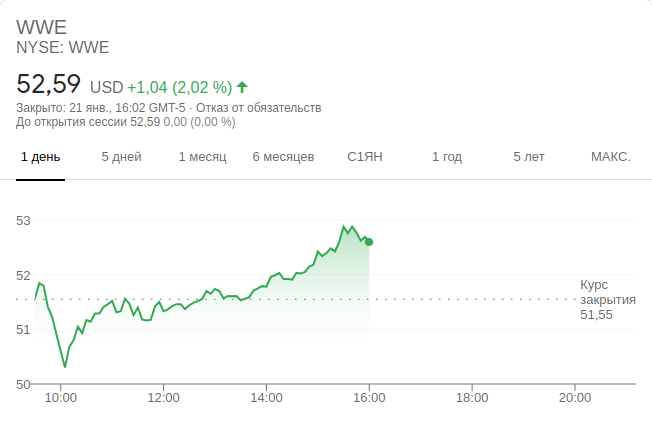 WWE
NYSE: WWE
52,59 USD +1,04 (2,02 %)
Закрыто: 21 янв., 16:02 GMT-5 · Отказ от обязательств
До открытия сессии 52,59 0,00 (0,00 %)
1 день 5 дней 1 месяц 6 месяцев С1ЯН 1 год 5 лет МАКС.
53
52
Курс
закрытия
51,55
51
50
10:00 12:00 14:00 16:00 18:00 20:00